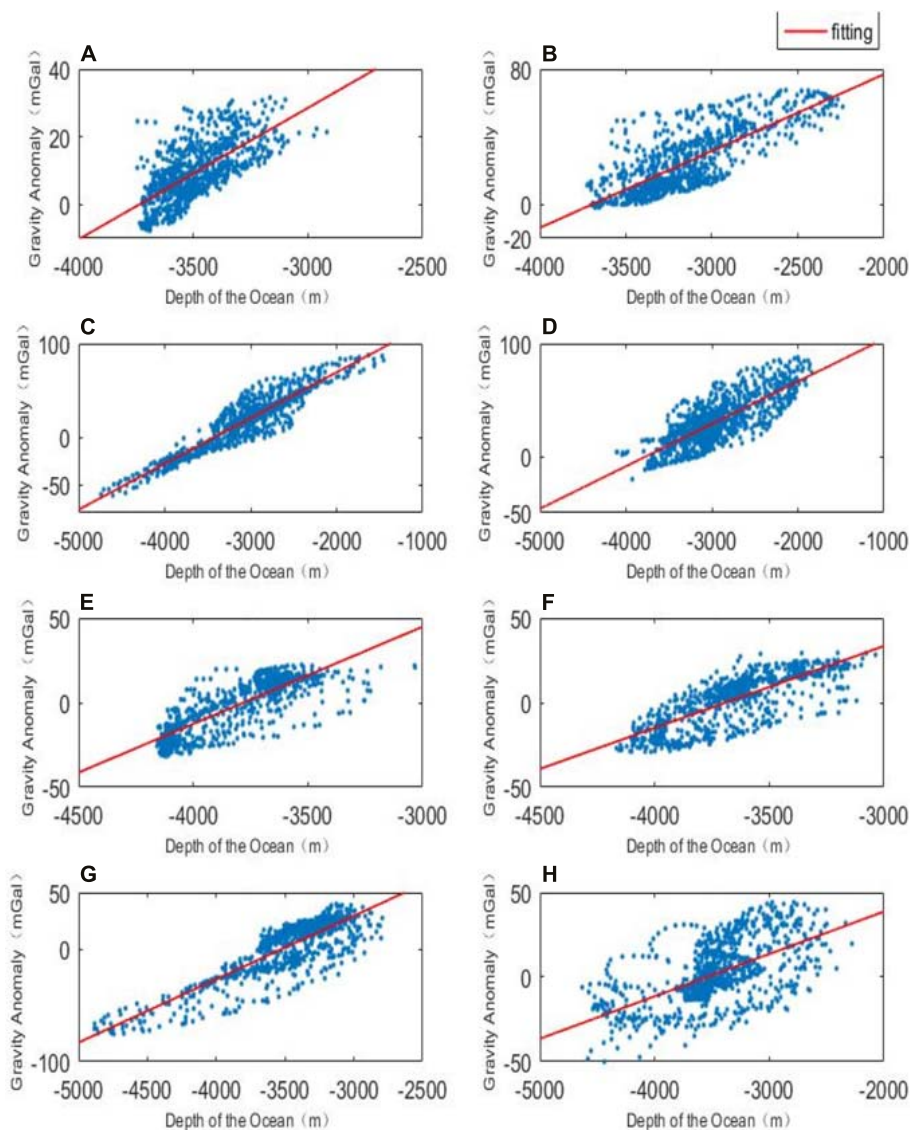 fitting
A
B
Gravity Anomaly (mGal)
40
20
0
-4000 -3500 -3000 -2500
Depth of the Ocean (m)
Gravity Anomaly (mGal)
80
0
-20
-4000 -3500 -3000 -2500 -2000
Depth of the Ocean (m)
C
D
Gravity Anomaly (mGal)
100
0
-50
-5000 -4000 -3000 -2000 -1000
Depth of the Ocean (m)
Gravity Anomaly (mGal)
100
0
-50
-5000 -4000 -3000 -2000 -1000
Depth of the Ocean (m)
E
F
Gravity Anomaly (mGal)
50
0
-50
-4500 -4000 -3500 -3000
Depth of the Ocean (m)
Gravity Anomaly (mGal)
50
0
-50
-4500 -4000 -3500 -3000
Depth of the Ocean (m)
G
H
Gravity Anomaly (mGal)
50
0
-100
-5000 -4500 -4000 -3500 -3000 -2500
Depth of the Ocean (m)
Gravity Anomaly (mGal)
50
0
-50
-5000 -4000 -3000 -2000
Depth of the Ocean (m)